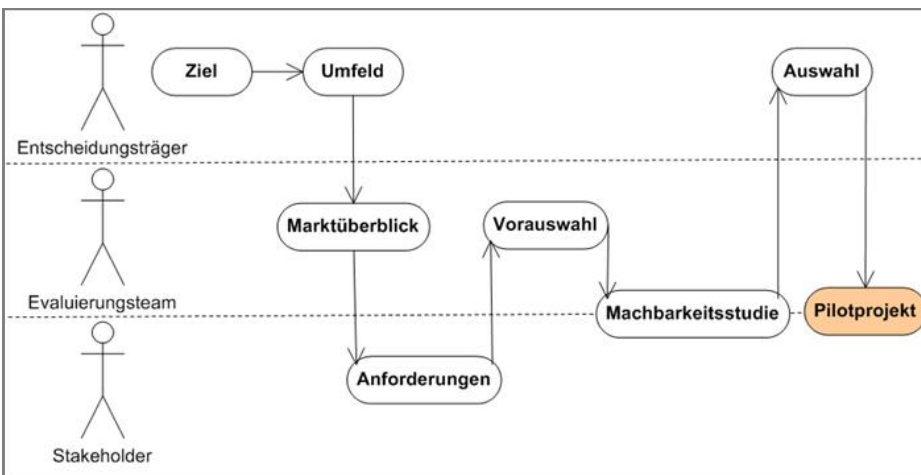 Ziel
Umfeld
Auswahl
Entscheidungsträger
Marktüberblick
Vorauswahl
Evaluierungsteam
Machbarkeitsstudie
Pilotprojekt
Anforderungen
Stakeholder